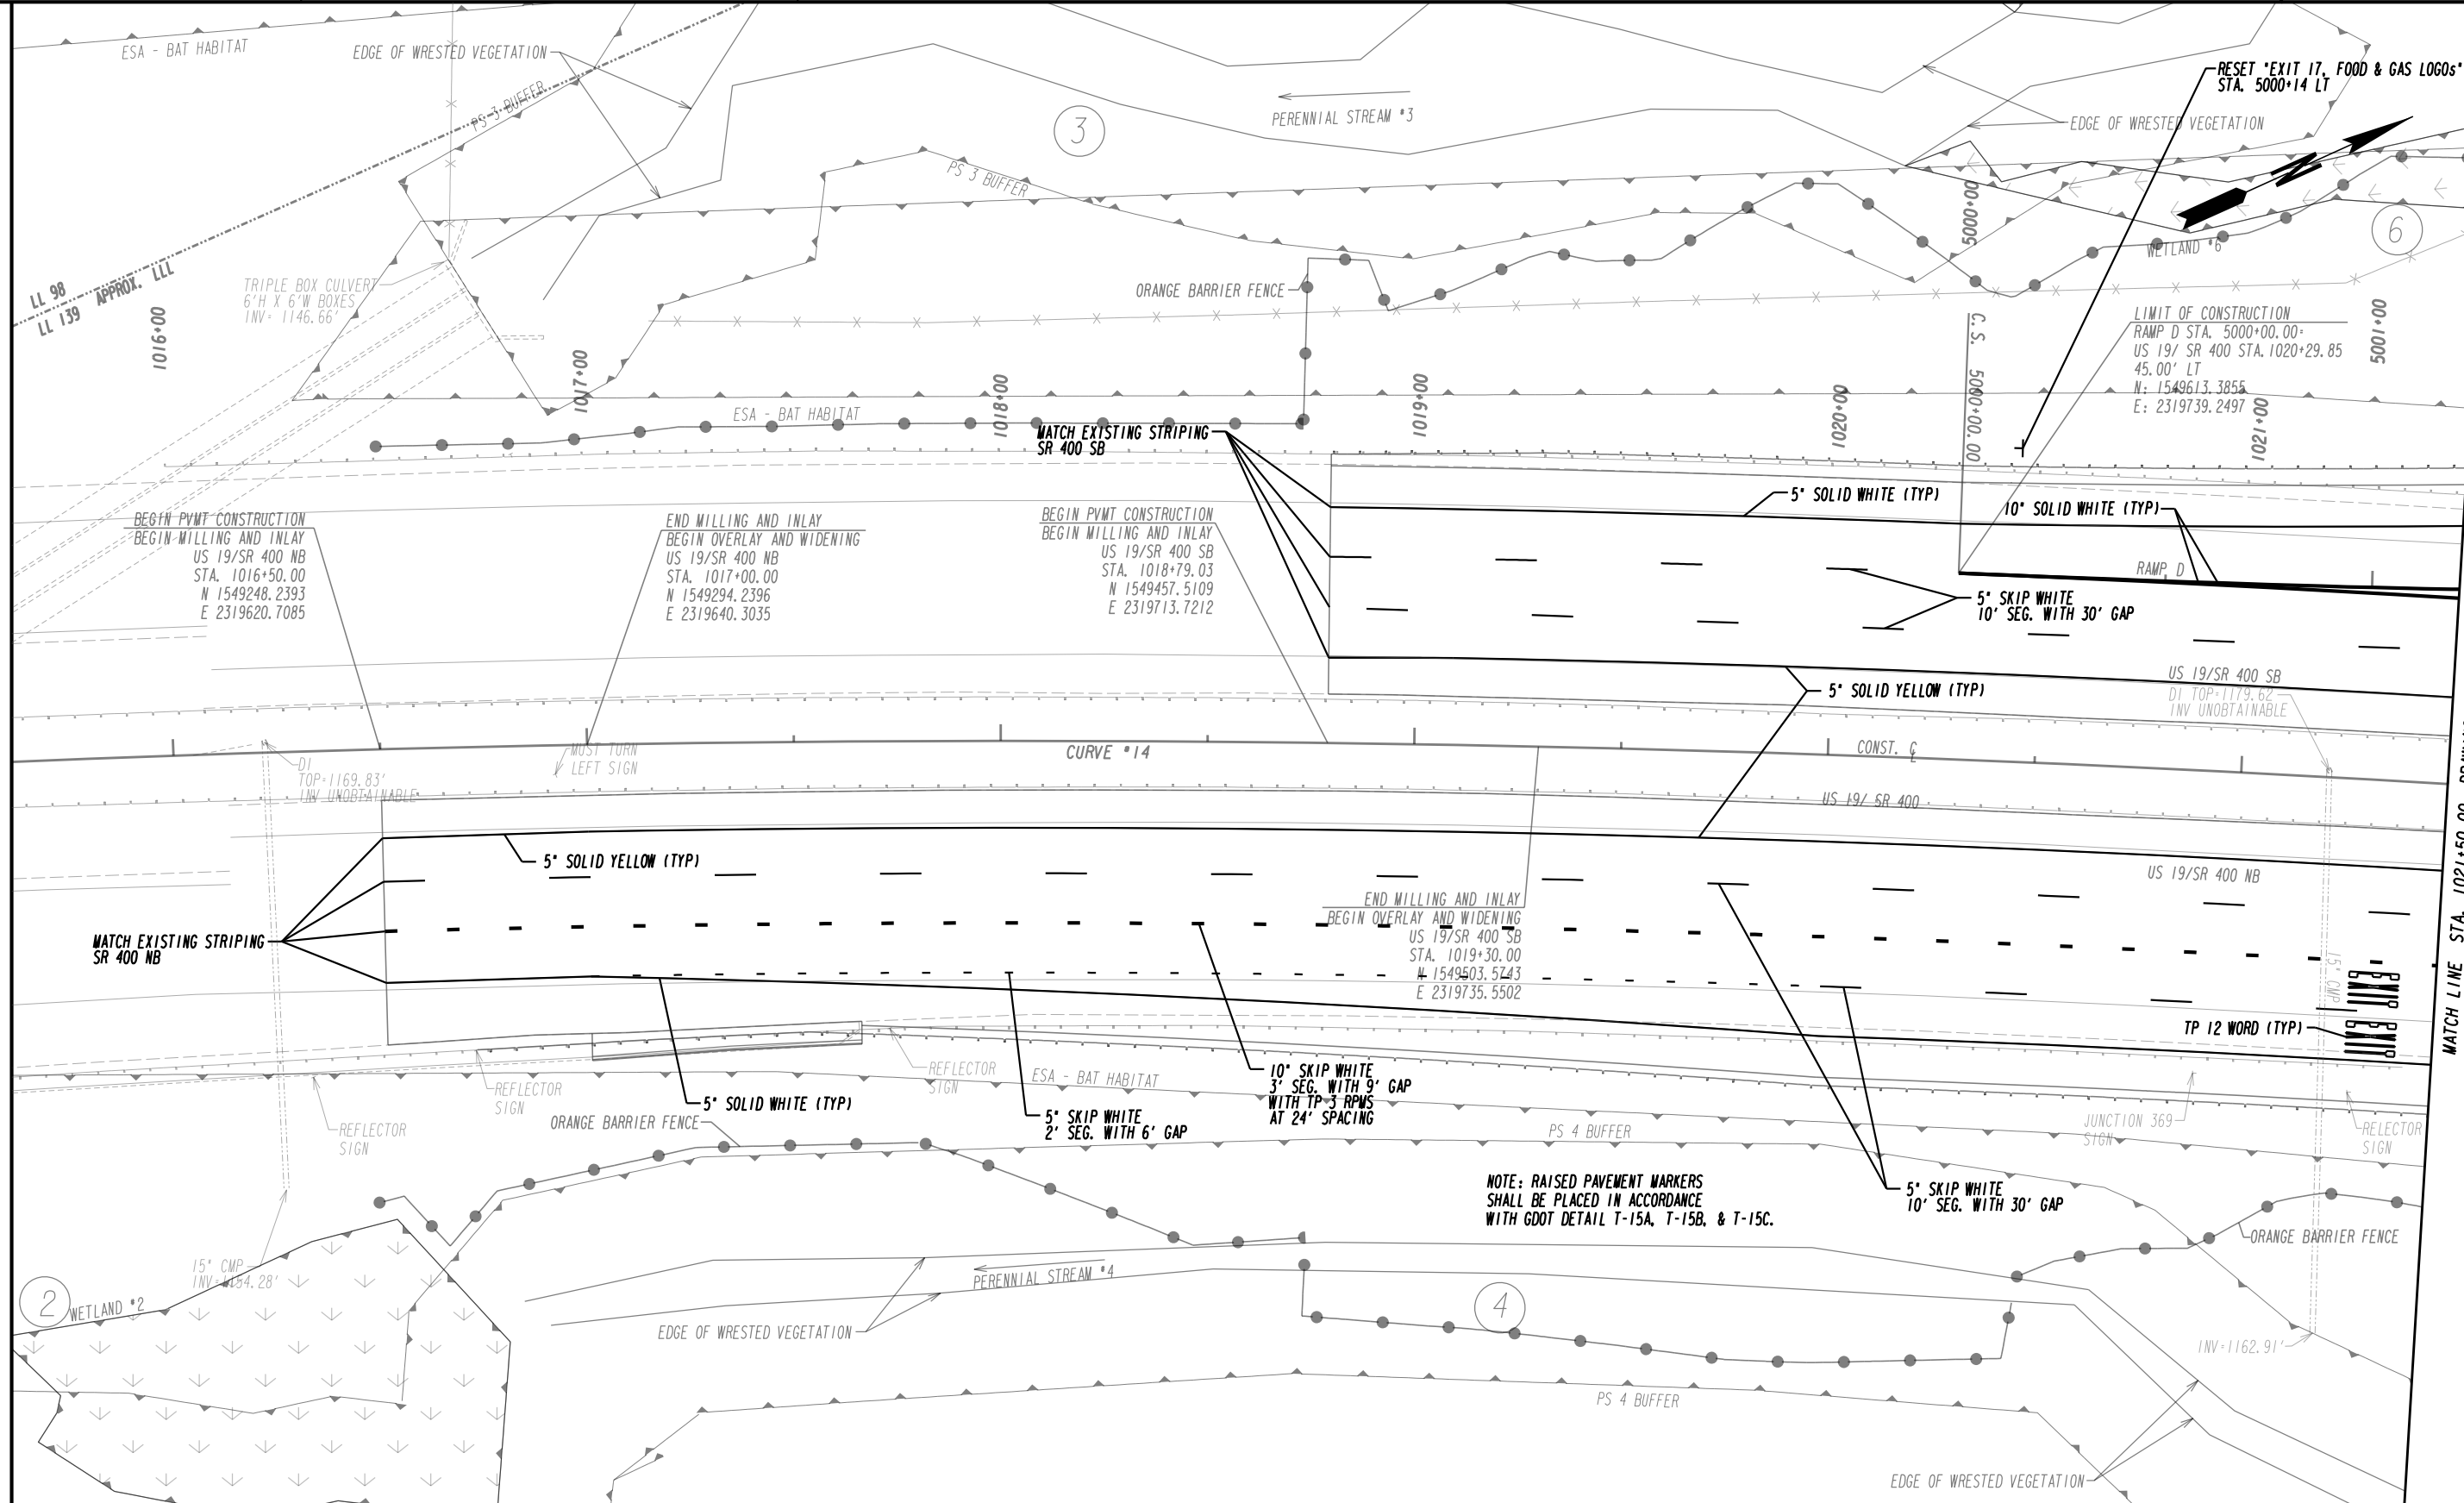 ESA - BAT HABITAT
EDGE OF WRESTED VEGETATION
PS 3 BUFFER
3
PERENNIAL STREAM #3
PS 3 BUFFER
RESET "EXIT 17, FOOD & GAS LOGOs"
STA. 5000+14 LT
EDGE OF WRESTED VEGETATION
5000+00
WETLAND #6
6
LL 98
LL 139 APPROX. LLL
1016+00
TRIPLE BOX CULVERT
6'H X 6'W BOXES
INV= 1146.66'
ORANGE BARRIER FENCE
LIMIT OF CONSTRUCTION
RAMP D STA. 5000+00.00=
US 19/ SR 400 STA. 1020+29.85
45.00' LT
N: 1549613.3855
E: 2319739.2497
5001+00
C.S. 5000+00.00
1017+00
1018+00
1019+00
1020+00
1021+00
ESA - BAT HABITAT
MATCH EXISTING STRIPING
SR 400 SB
5" SOLID WHITE (TYP)
10" SOLID WHITE (TYP)
BEGIN PVMT CONSTRUCTION
BEGIN MILLING AND INLAY
US 19/SR 400 NB
STA. 1016+50.00
N 1549248.2393
E 2319620.7085
END MILLING AND INLAY
BEGIN OVERLAY AND WIDENING
US 19/SR 400 NB
STA. 1017+00.00
N 1549294.2396
E 2319640.3035
BEGIN PVMT CONSTRUCTION
BEGIN MILLING AND INLAY
US 19/SR 400 SB
STA. 1018+79.03
N 1549457.5109
E 2319713.7212
RAMP D
5" SKIP WHITE
10' SEG. WITH 30' GAP
US 19/SR 400 SB
5" SOLID YELLOW (TYP)
DI TOP=1179.62
INV UNOBTAINABLE
MUST TURN
LEFT SIGN
CURVE #14
CONST. CL
DI
TOP=1169.83'
INV UNOBTAINABLE
US 19/ SR 400
5" SOLID YELLOW (TYP)
US 19/SR 400 NB
END MILLING AND INLAY
BEGIN OVERLAY AND WIDENING
US 19/SR 400 SB
STA. 1019+30.00
N 1549503.5743
E 2319735.5502
MATCH EXISTING STRIPING
SR 400 NB
15" CMP
MATCH LINE STA. 1021+50.00
TP 12 WORD (TYP)
REFLECTOR
SIGN
REFLECTOR
SIGN
REFLECTOR
SIGN
ESA - BAT HABITAT
5" SOLID WHITE (TYP)
ORANGE BARRIER FENCE
5" SKIP WHITE
2' SEG. WITH 6' GAP
10" SKIP WHITE
3' SEG. WITH 9' GAP
WITH TP 3 RPMS
AT 24' SPACING
PS 4 BUFFER
JUNCTION 369
SIGN
RELECTOR
SIGN
NOTE: RAISED PAVEMENT MARKERS
SHALL BE PLACED IN ACCORDANCE
WITH GDOT DETAIL T-15A, T-15B, & T-15C.
5" SKIP WHITE
10' SEG. WITH 30' GAP
ORANGE BARRIER FENCE
15" CMP
INV=1154.28'
PERENNIAL STREAM #4
2
WETLAND #2
4
EDGE OF WRESTED VEGETATION
INV=1162.91'
PS 4 BUFFER
EDGE OF WRESTED VEGETATION